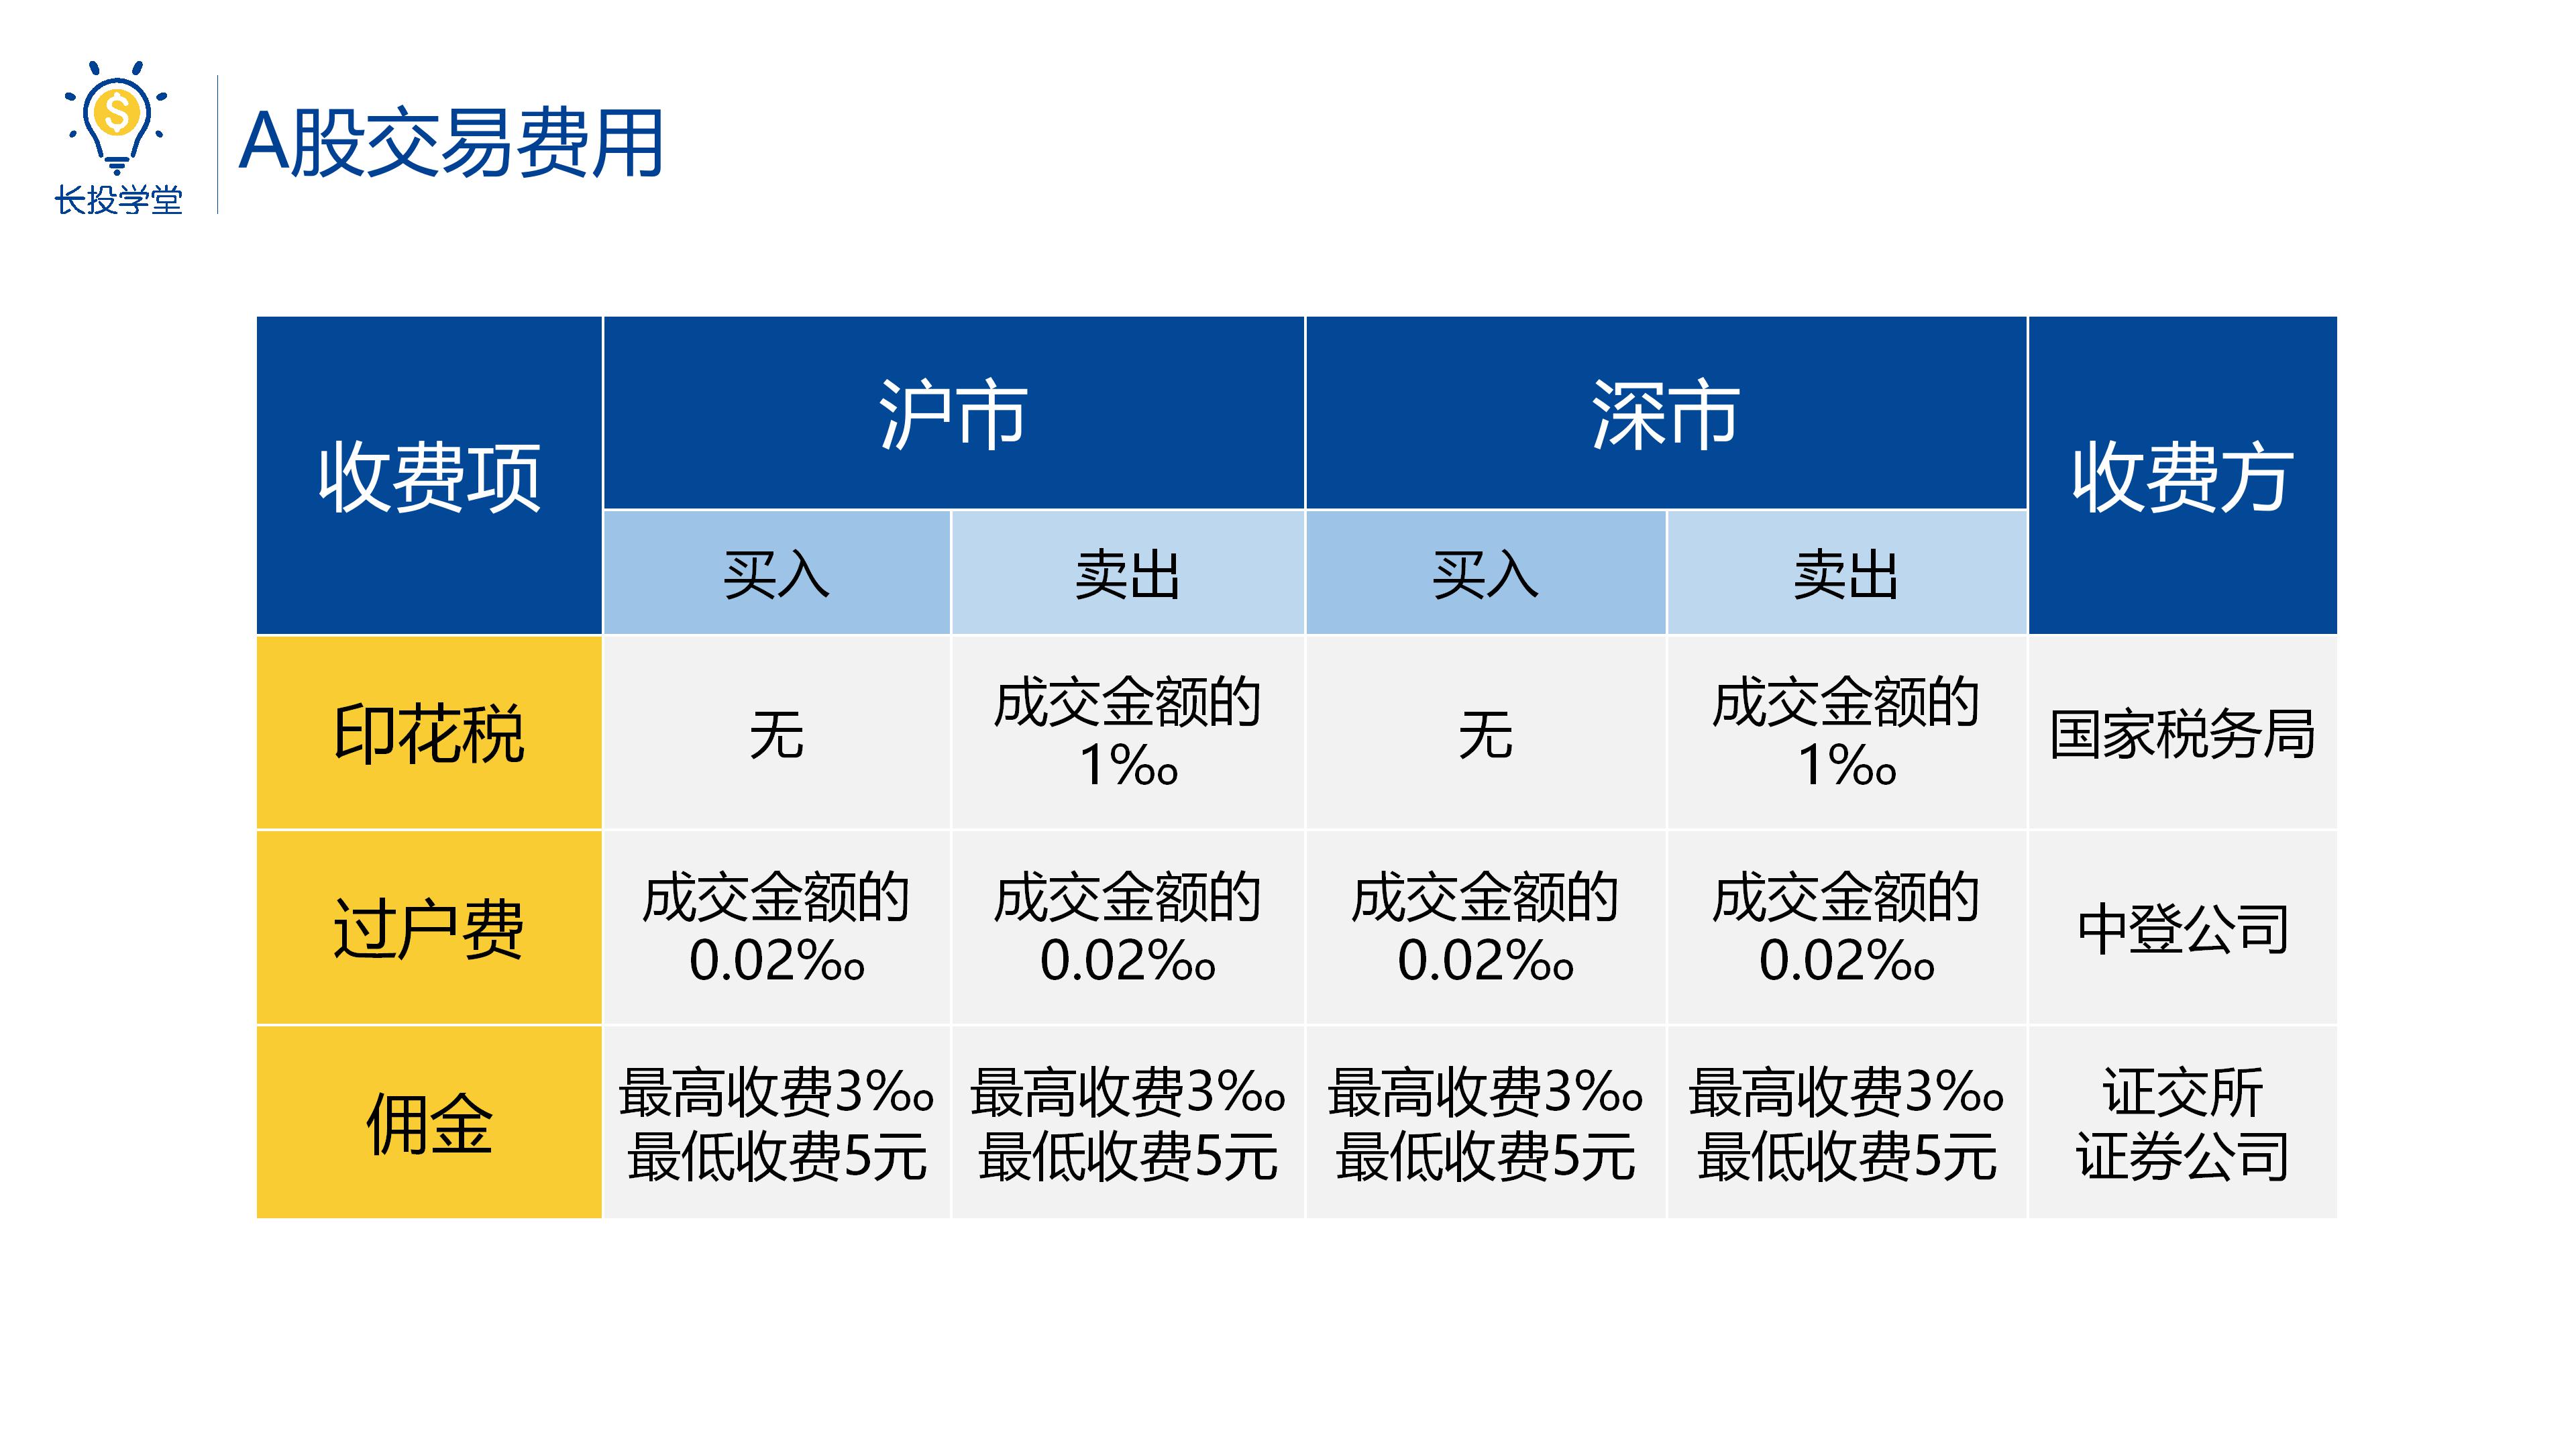 长投学堂
A股交易费用
收费项
沪市
深市
收费方
买入
卖出
买入
卖出
印花税
无
成交金额的
1‰
无
成交金额的
1‰
国家税务局
过户费
成交金额的
0.02‰
成交金额的
0.02‰
成交金额的
0.02‰
成交金额的
0.02‰
中登公司
佣金
最高收费3‰
最低收费5元
最高收费3‰
最低收费5元
最高收费3‰
最低收费5元
最高收费3‰
最低收费5元
证交所
证券公司